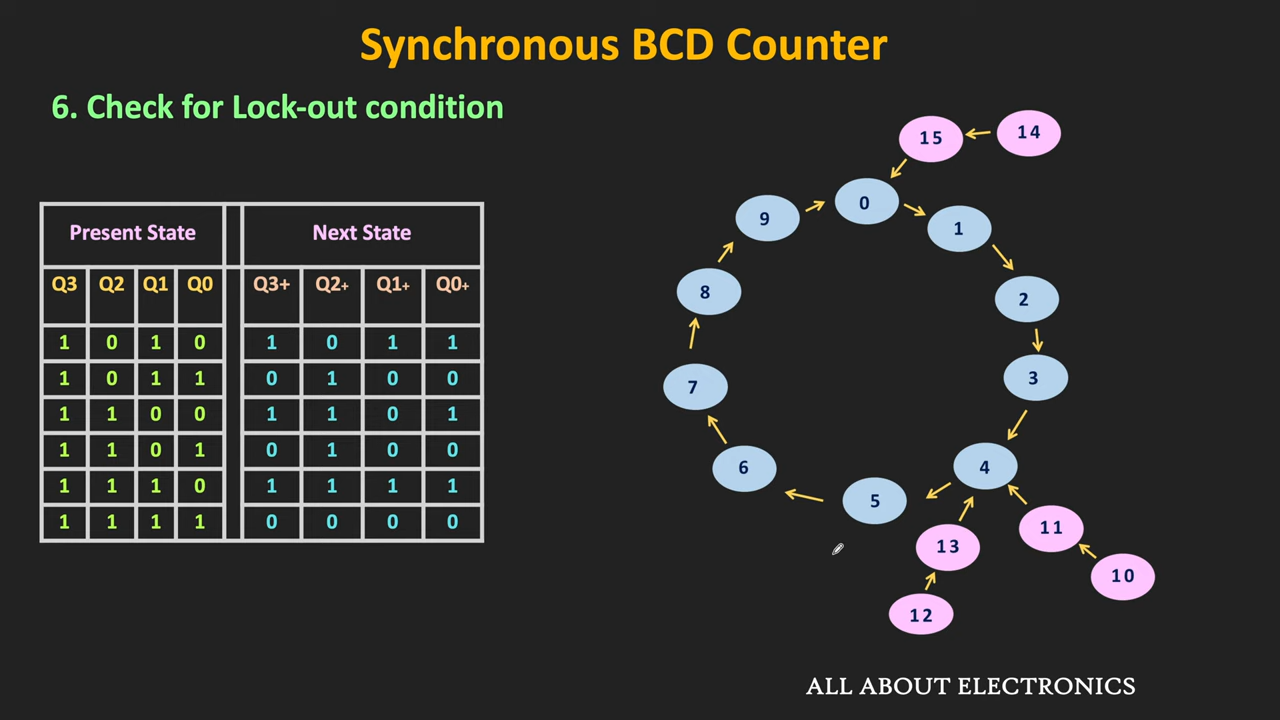 Synchronous BCD Counter
6. Check for Lock-out condition
Present State Next State
Q3 Q2 Q1 Q0 Q3+ Q2+ Q1+ Q0+
1 0 1 0 1 0 1 1
1 0 1 1 0 1 0 0
1 1 0 0 1 1 0 1
1 1 0 1 0 1 0 0
1 1 1 0 1 1 1 1
1 1 1 1 0 0 0 0
15 14
9 0 1
8 2
7 3
6 4
5
13 11
12 10
ALL ABOUT ELECTRONICS